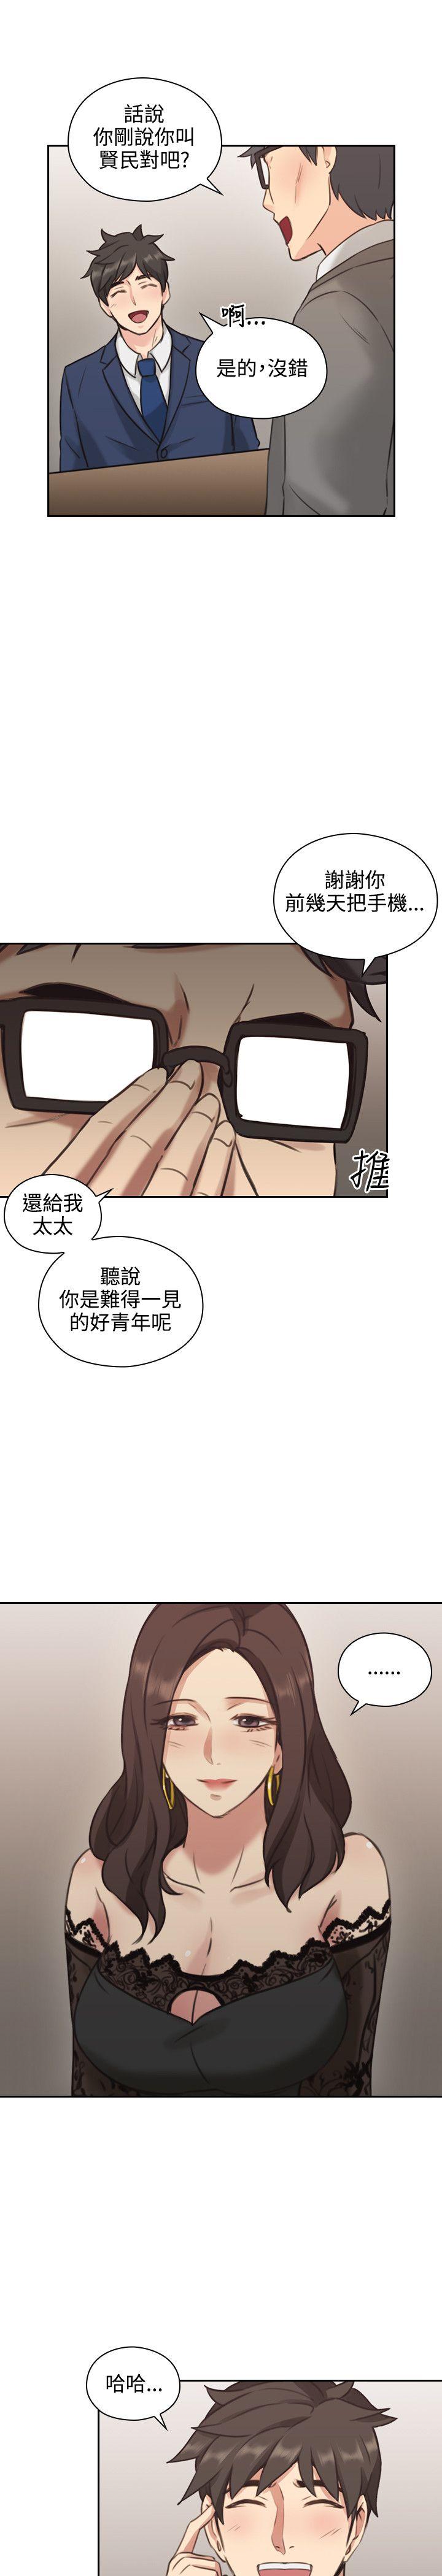 話說
你剛說你叫
賢民對吧?
啊...
是的,沒錯
謝謝你
前幾天把手機...
推
還給我
太太
聽說
你是難得一見
的好青年呢
......
哈哈...